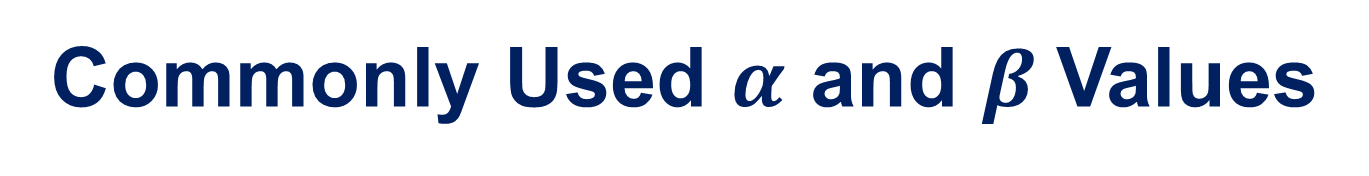 Commonly Used 𝜶 and 𝜷 Values